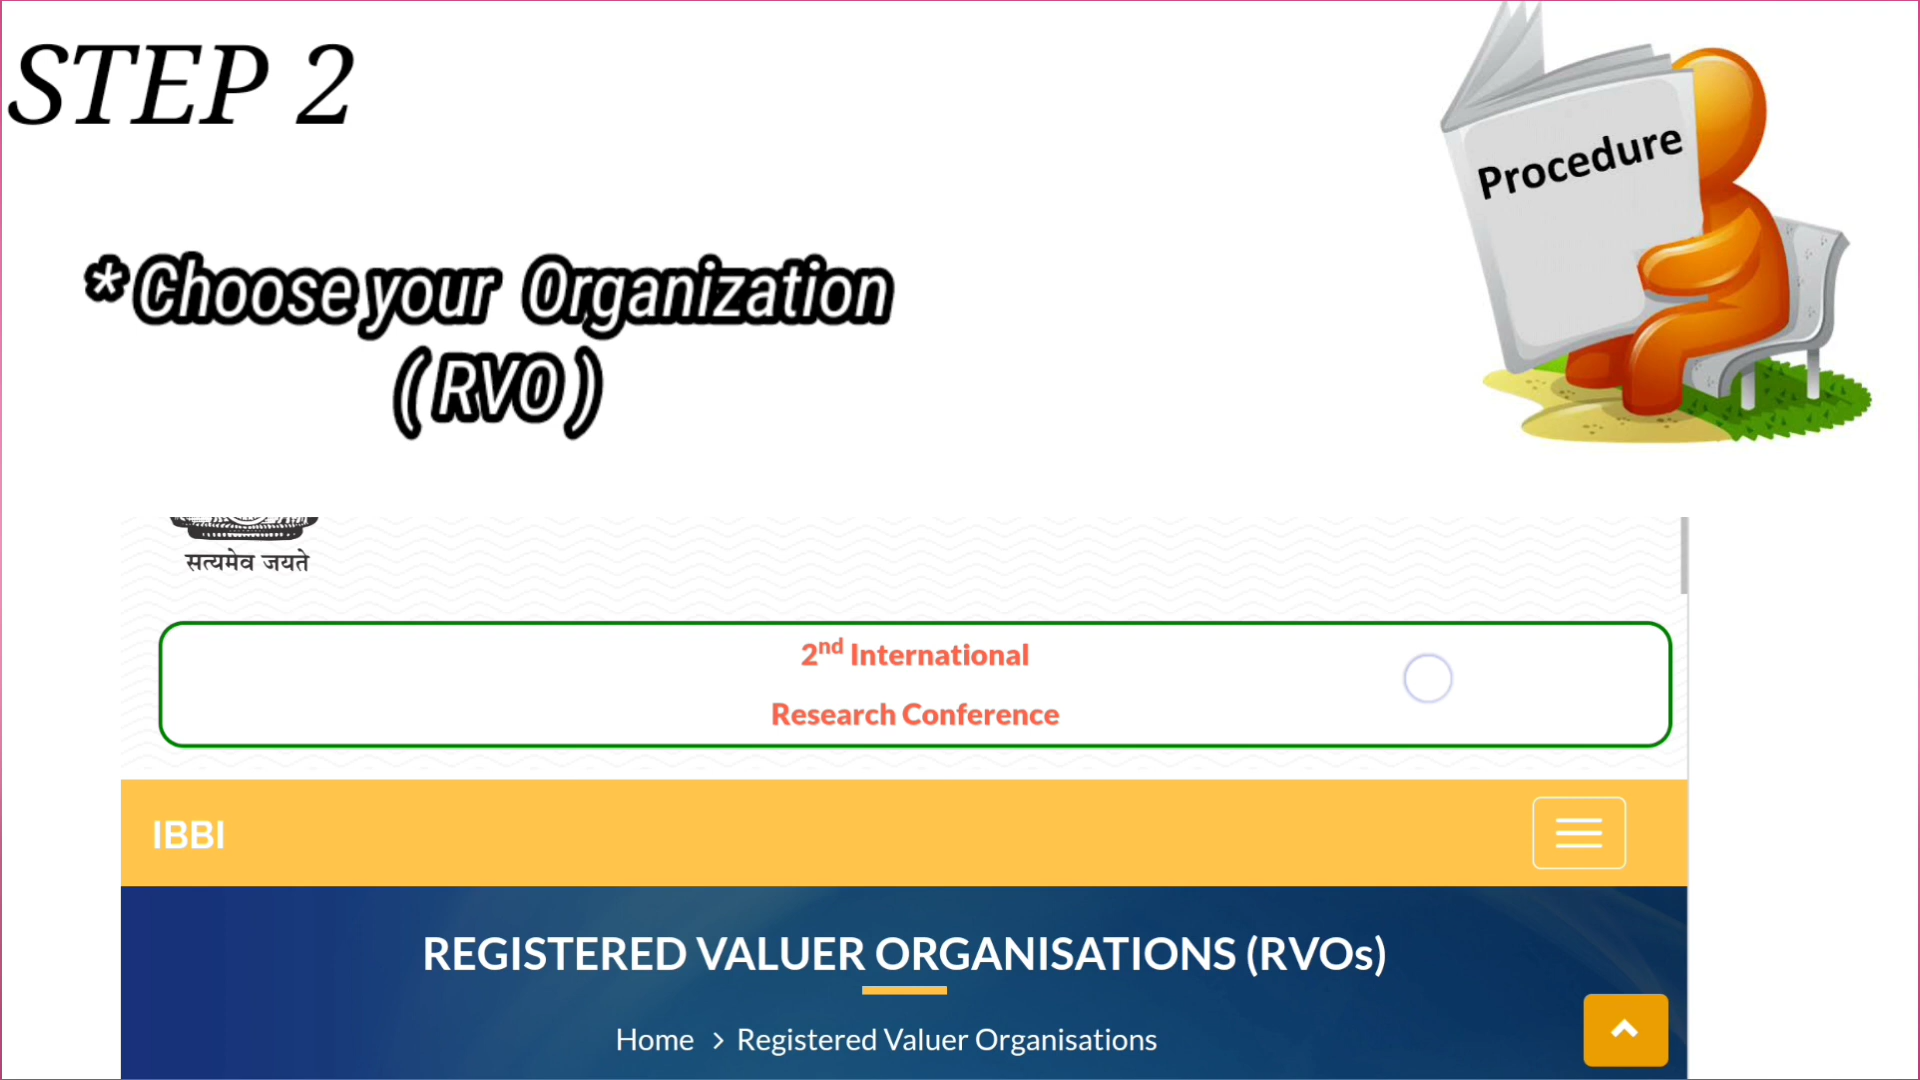 STEP 2
Procedure
* Choose your Organization
( RVO )
सत्यमेव जयते
2nd International
Research Conference
IBBI
REGISTERED VALUER ORGANISATIONS (RVOs)
Home > Registered Valuer Organisations